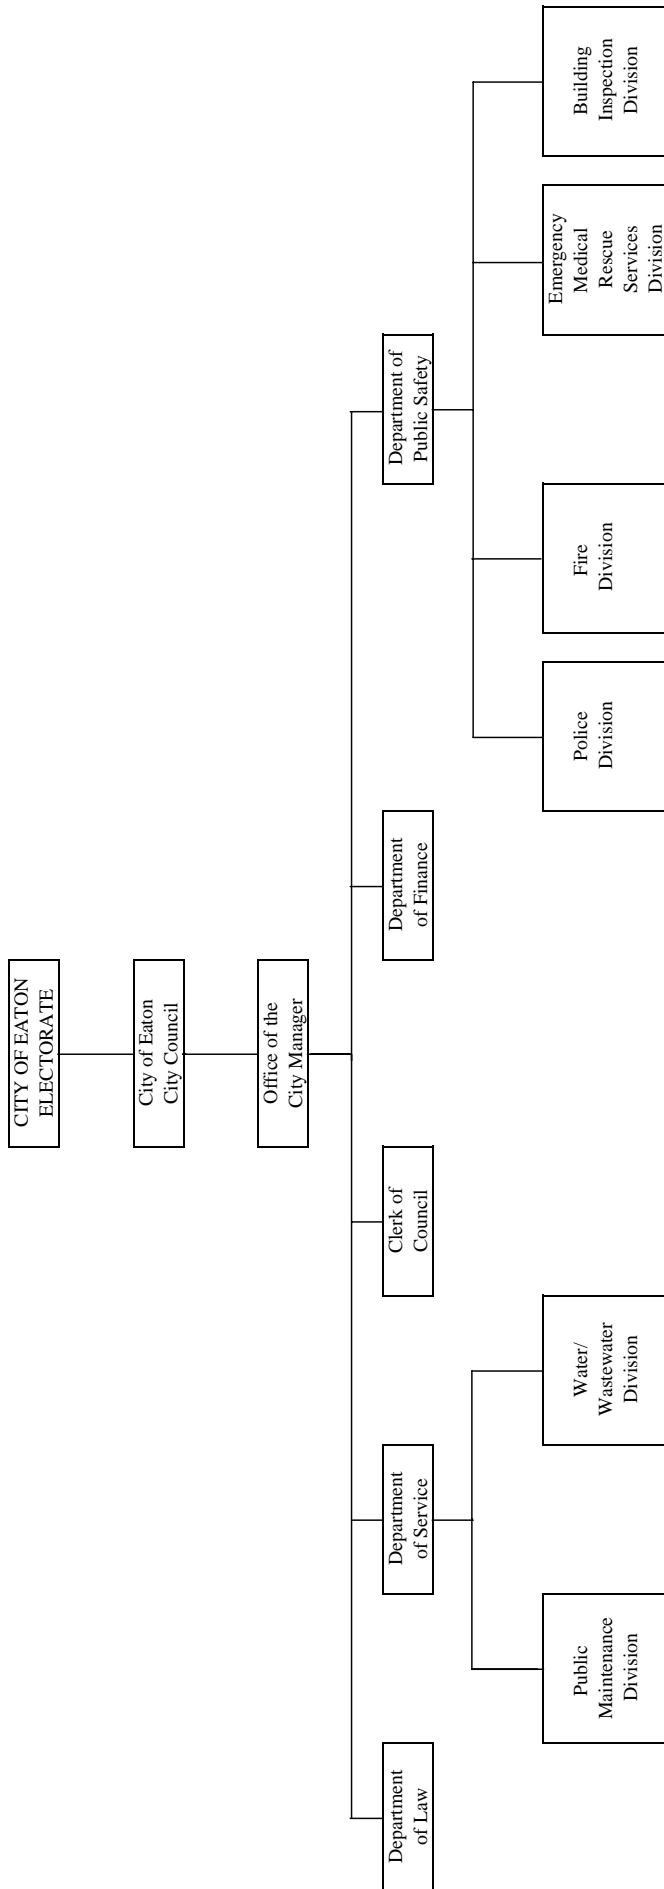 CITY OF EATON
ELECTORATE
City of Eaton
City Council
Office of the
City Manager
Department
of Law
Department
of Service
Clerk of
Council
Department
of Finance
Department of
Public Safety
Public
Maintenance
Division
Water/
Wastewater
Division
Police
Division
Fire
Division
Emergency
Medical
Rescue
Services
Division
Building
Inspection
Division